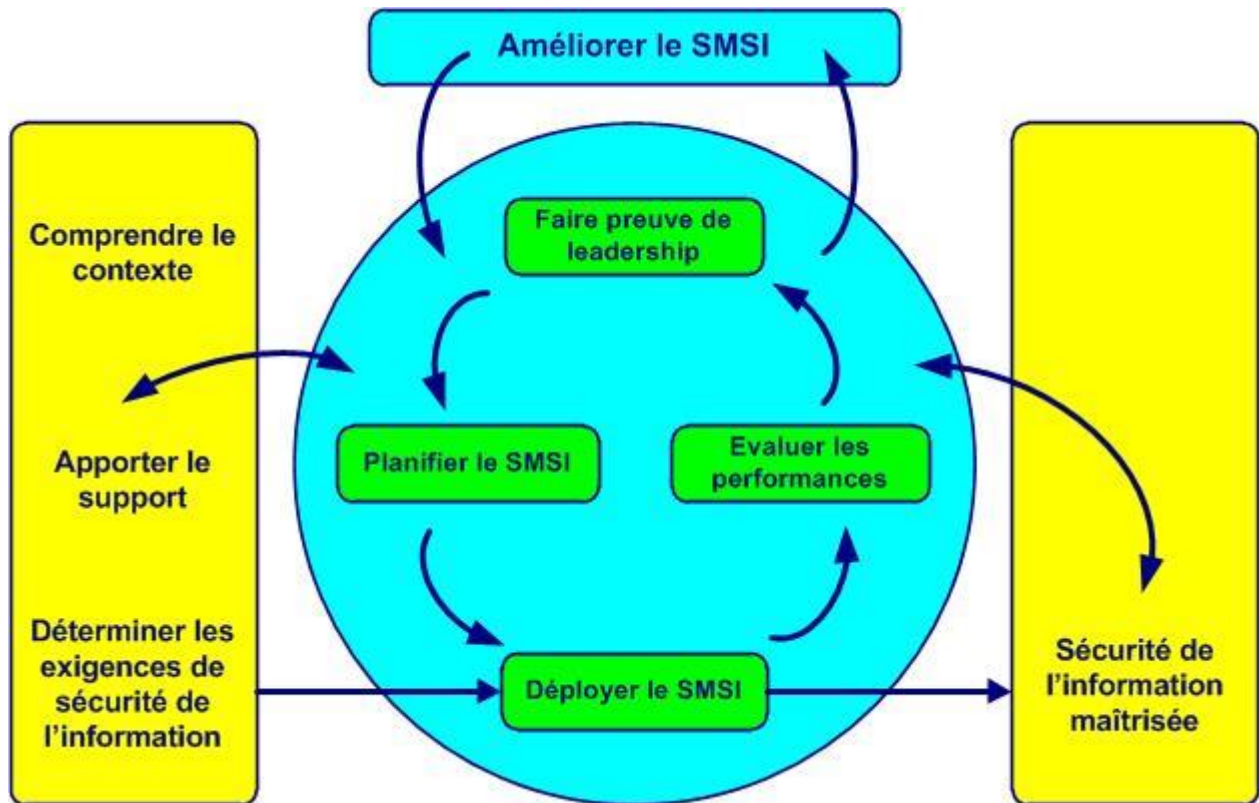 Améliorer le SMSI
Comprendre le
contexte
Apporter le
support
Déterminer les
exigences de
sécurité de
l'information
Faire preuve de
leadership
Planifier le SMSI
Evaluer les
performances
Déployer le SMSI
Sécurité de
l'information
maîtrisée